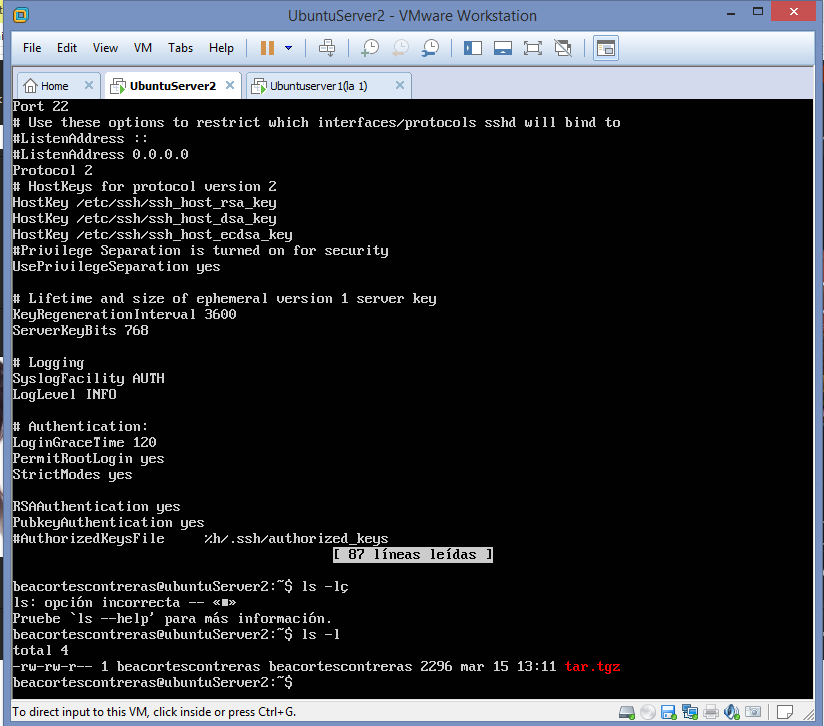 UbuntuServer2 - VMware Workstation
File Edit View VM Tabs Help
Home UbuntuServer2 Ubuntuserver1(la 1)
Port 22
# Use these options to restrict which interfaces/protocols sshd will bind to
#ListenAddress ::
#ListenAddress 0.0.0.0
Protocol 2
# HostKeys for protocol version 2
HostKey /etc/ssh/ssh_host_rsa_key
HostKey /etc/ssh/ssh_host_dsa_key
HostKey /etc/ssh/ssh_host_ecdsa_key
#Privilege Separation is turned on for security
UsePrivilegeSeparation yes
# Lifetime and size of ephemeral version 1 server key
KeyRegenerationInterval 3600
ServerKeyBits 768
# Logging
SyslogFacility AUTH
LogLevel INFO
# Authentication:
LoginGraceTime 120
PermitRootLogin yes
StrictModes yes
RSAAuthentication yes
PubkeyAuthentication yes
#AuthorizedKeysFile     %h/.ssh/authorized_keys
[ 87 líneas leídas ]
beacortescontreras@ubuntuServer2:~$ ls -lç
ls: opción incorrecta -- «■»
Pruebe `ls --help' para más información.
beacortescontreras@ubuntuServer2:~$ ls -l
total 4
-rw-rw-r-- 1 beacortescontreras beacortescontreras 2296 mar 15 13:11 tar.tgz
beacortescontreras@ubuntuServer2:~$
To direct input to this VM, click inside or press Ctrl+G.